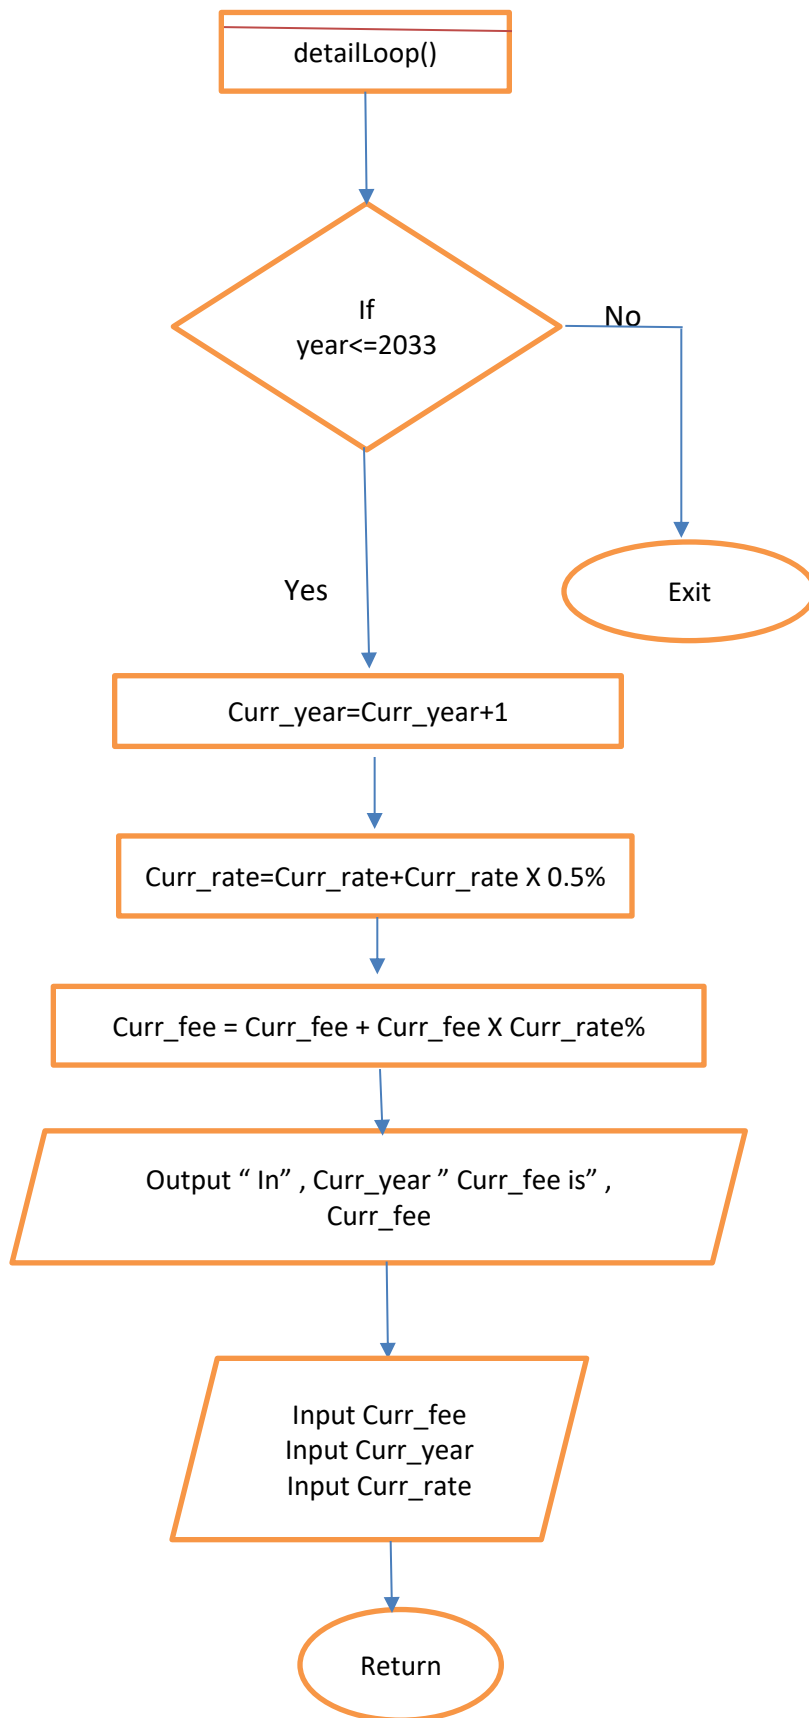 detailLoop()
If
year<=2033
No
Yes
Exit
Curr_year=Curr_year+1
Curr_rate=Curr_rate+Curr_rate X 0.5%
Curr_fee = Curr_fee + Curr_fee X Curr_rate%
Output “ In” , Curr_year ” Curr_fee is” ,
Curr_fee
Input Curr_fee
Input Curr_year
Input Curr_rate
Return